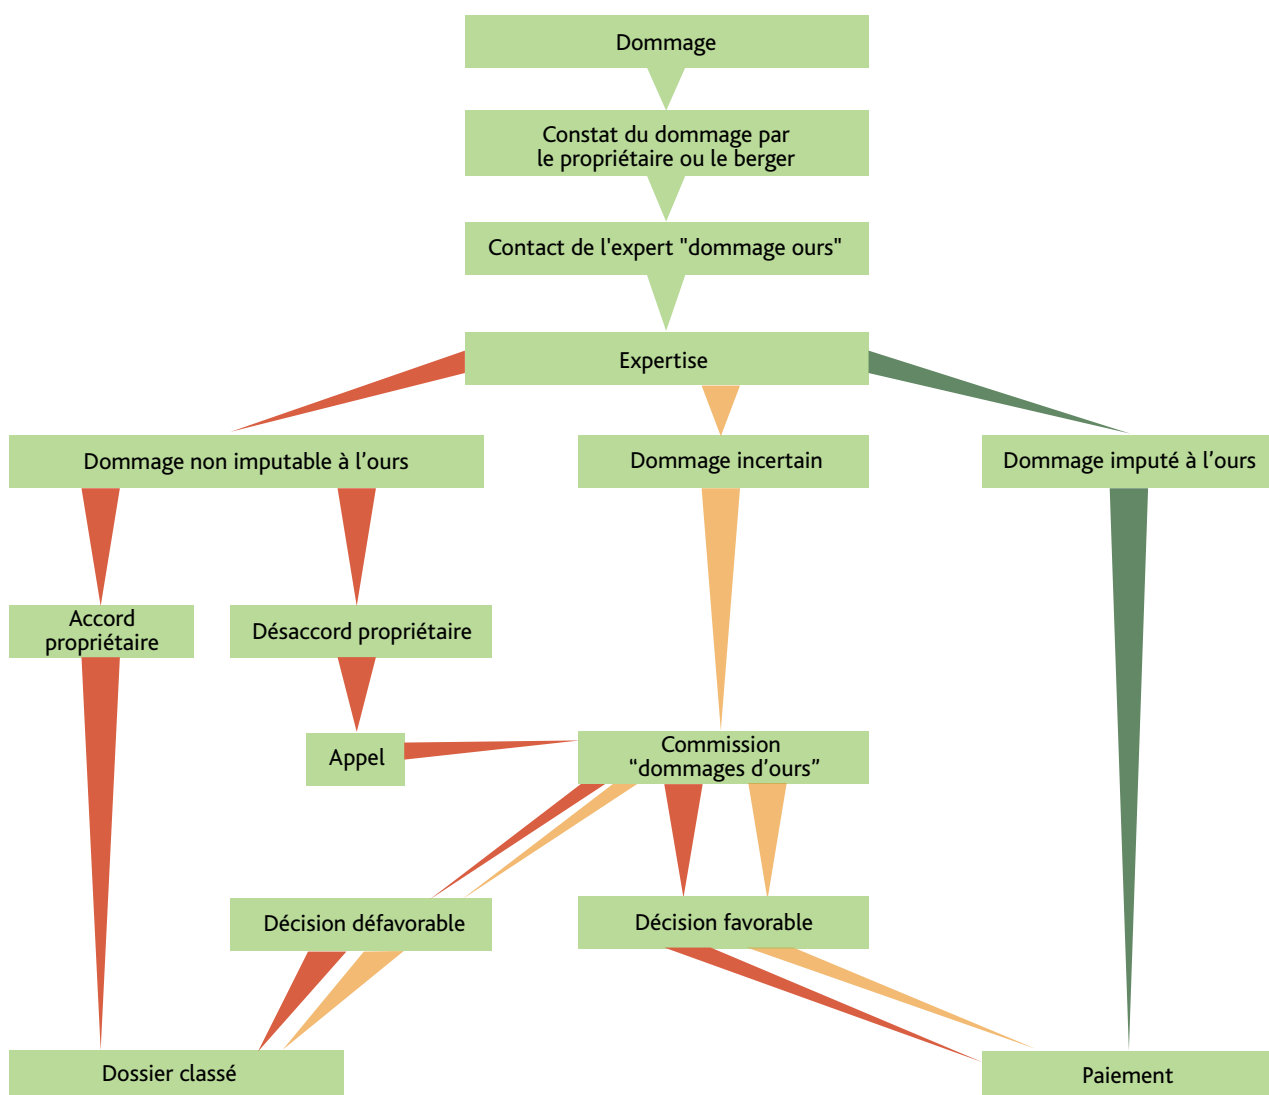 Dommage
Constat du dommage par
le propriétaire ou le berger
Contact de l'expert "dommage ours"
Expertise
Dommage non imputable à l’ours
Dommage incertain
Dommage imputé à l’ours
Accord
propriétaire
Désaccord propriétaire
Appel
Commission
“dommages d’ours”
Décision défavorable
Décision favorable
Dossier classé
Paiement